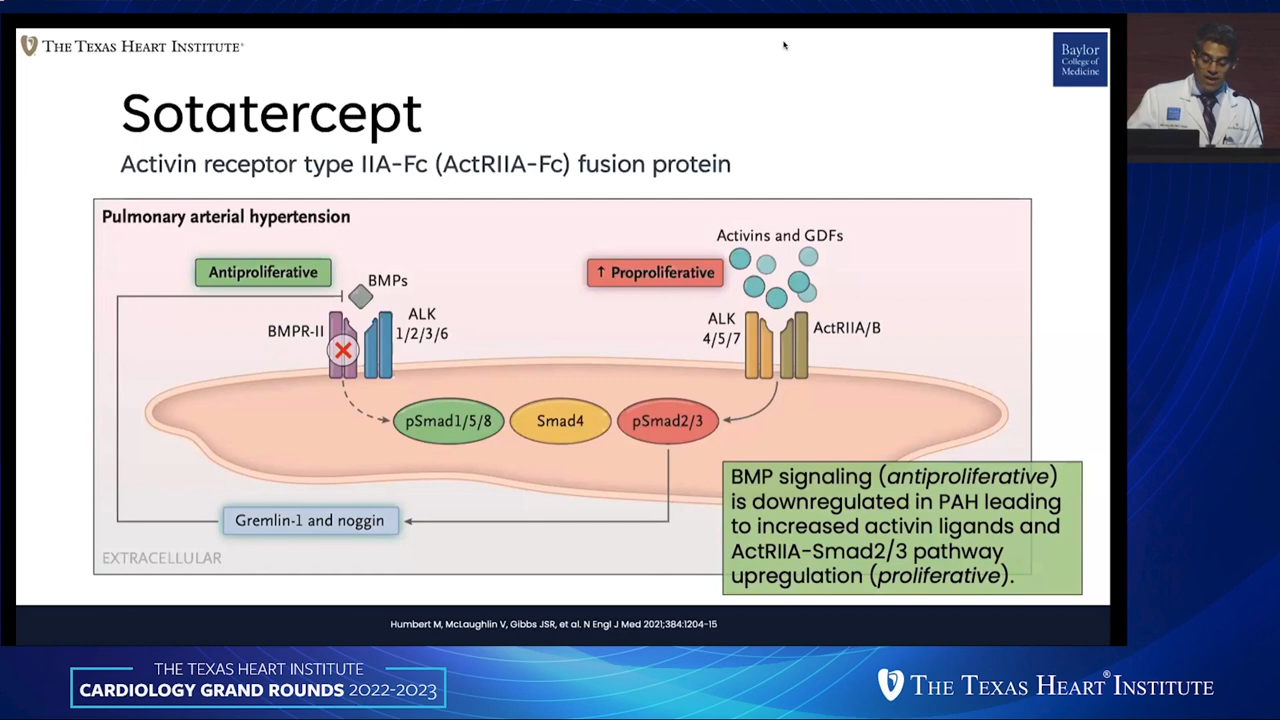 THE TEXAS HEART INSTITUTE®
Baylor
College of
Medicine
Sotatercept
Activin receptor type IIA-Fc (ActRIIA-Fc) fusion protein
Pulmonary arterial hypertension
Activins and GDFs
Antiproliferative
↑ Proproliferative
BMPs
BMPR-II
ALK
1/2/3/6
ALK
4/5/7
ActRIIA/B
pSmad1/5/8
Smad4
pSmad2/3
Gremlin-1 and noggin
EXTRACELLULAR
BMP signaling (antiproliferative)
is downregulated in PAH leading
to increased activin ligands and
ActRIIA-Smad2/3 pathway
upregulation (proliferative).
Humbert M, McLaughlin V, Gibbs JSR, et al. N Engl J Med 2021;384:1204-15
THE TEXAS HEART INSTITUTE
CARDIOLOGY GRAND ROUNDS 2022-2023
THE TEXAS HEART® INSTITUTE